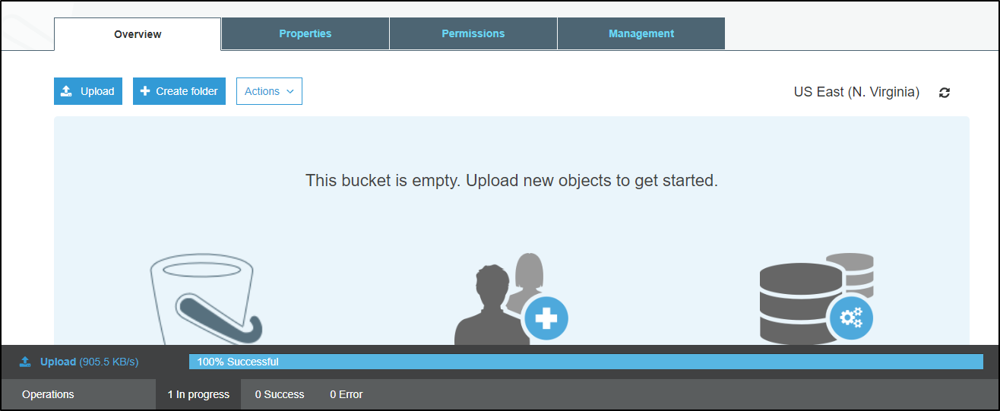 Overview
Properties
Permissions
Management
Upload
Create folder
Actions
US East (N. Virginia)
This bucket is empty. Upload new objects to get started.
Upload (905.5 KB/s)
100% Successful
Operations
1 In progress
0 Success
0 Error